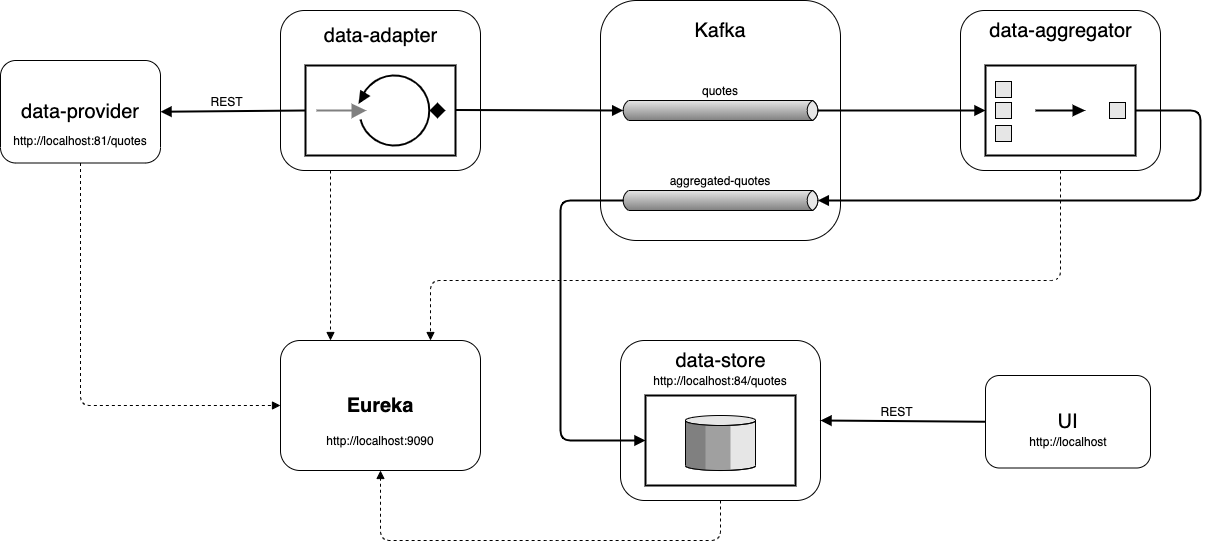 data-adapter
Kafka
data-aggregator
data-provider
http://localhost:81/quotes
REST
quotes
aggregated-quotes
Eureka
http://localhost:9090
data-store
http://localhost:84/quotes
REST
UI
http://localhost